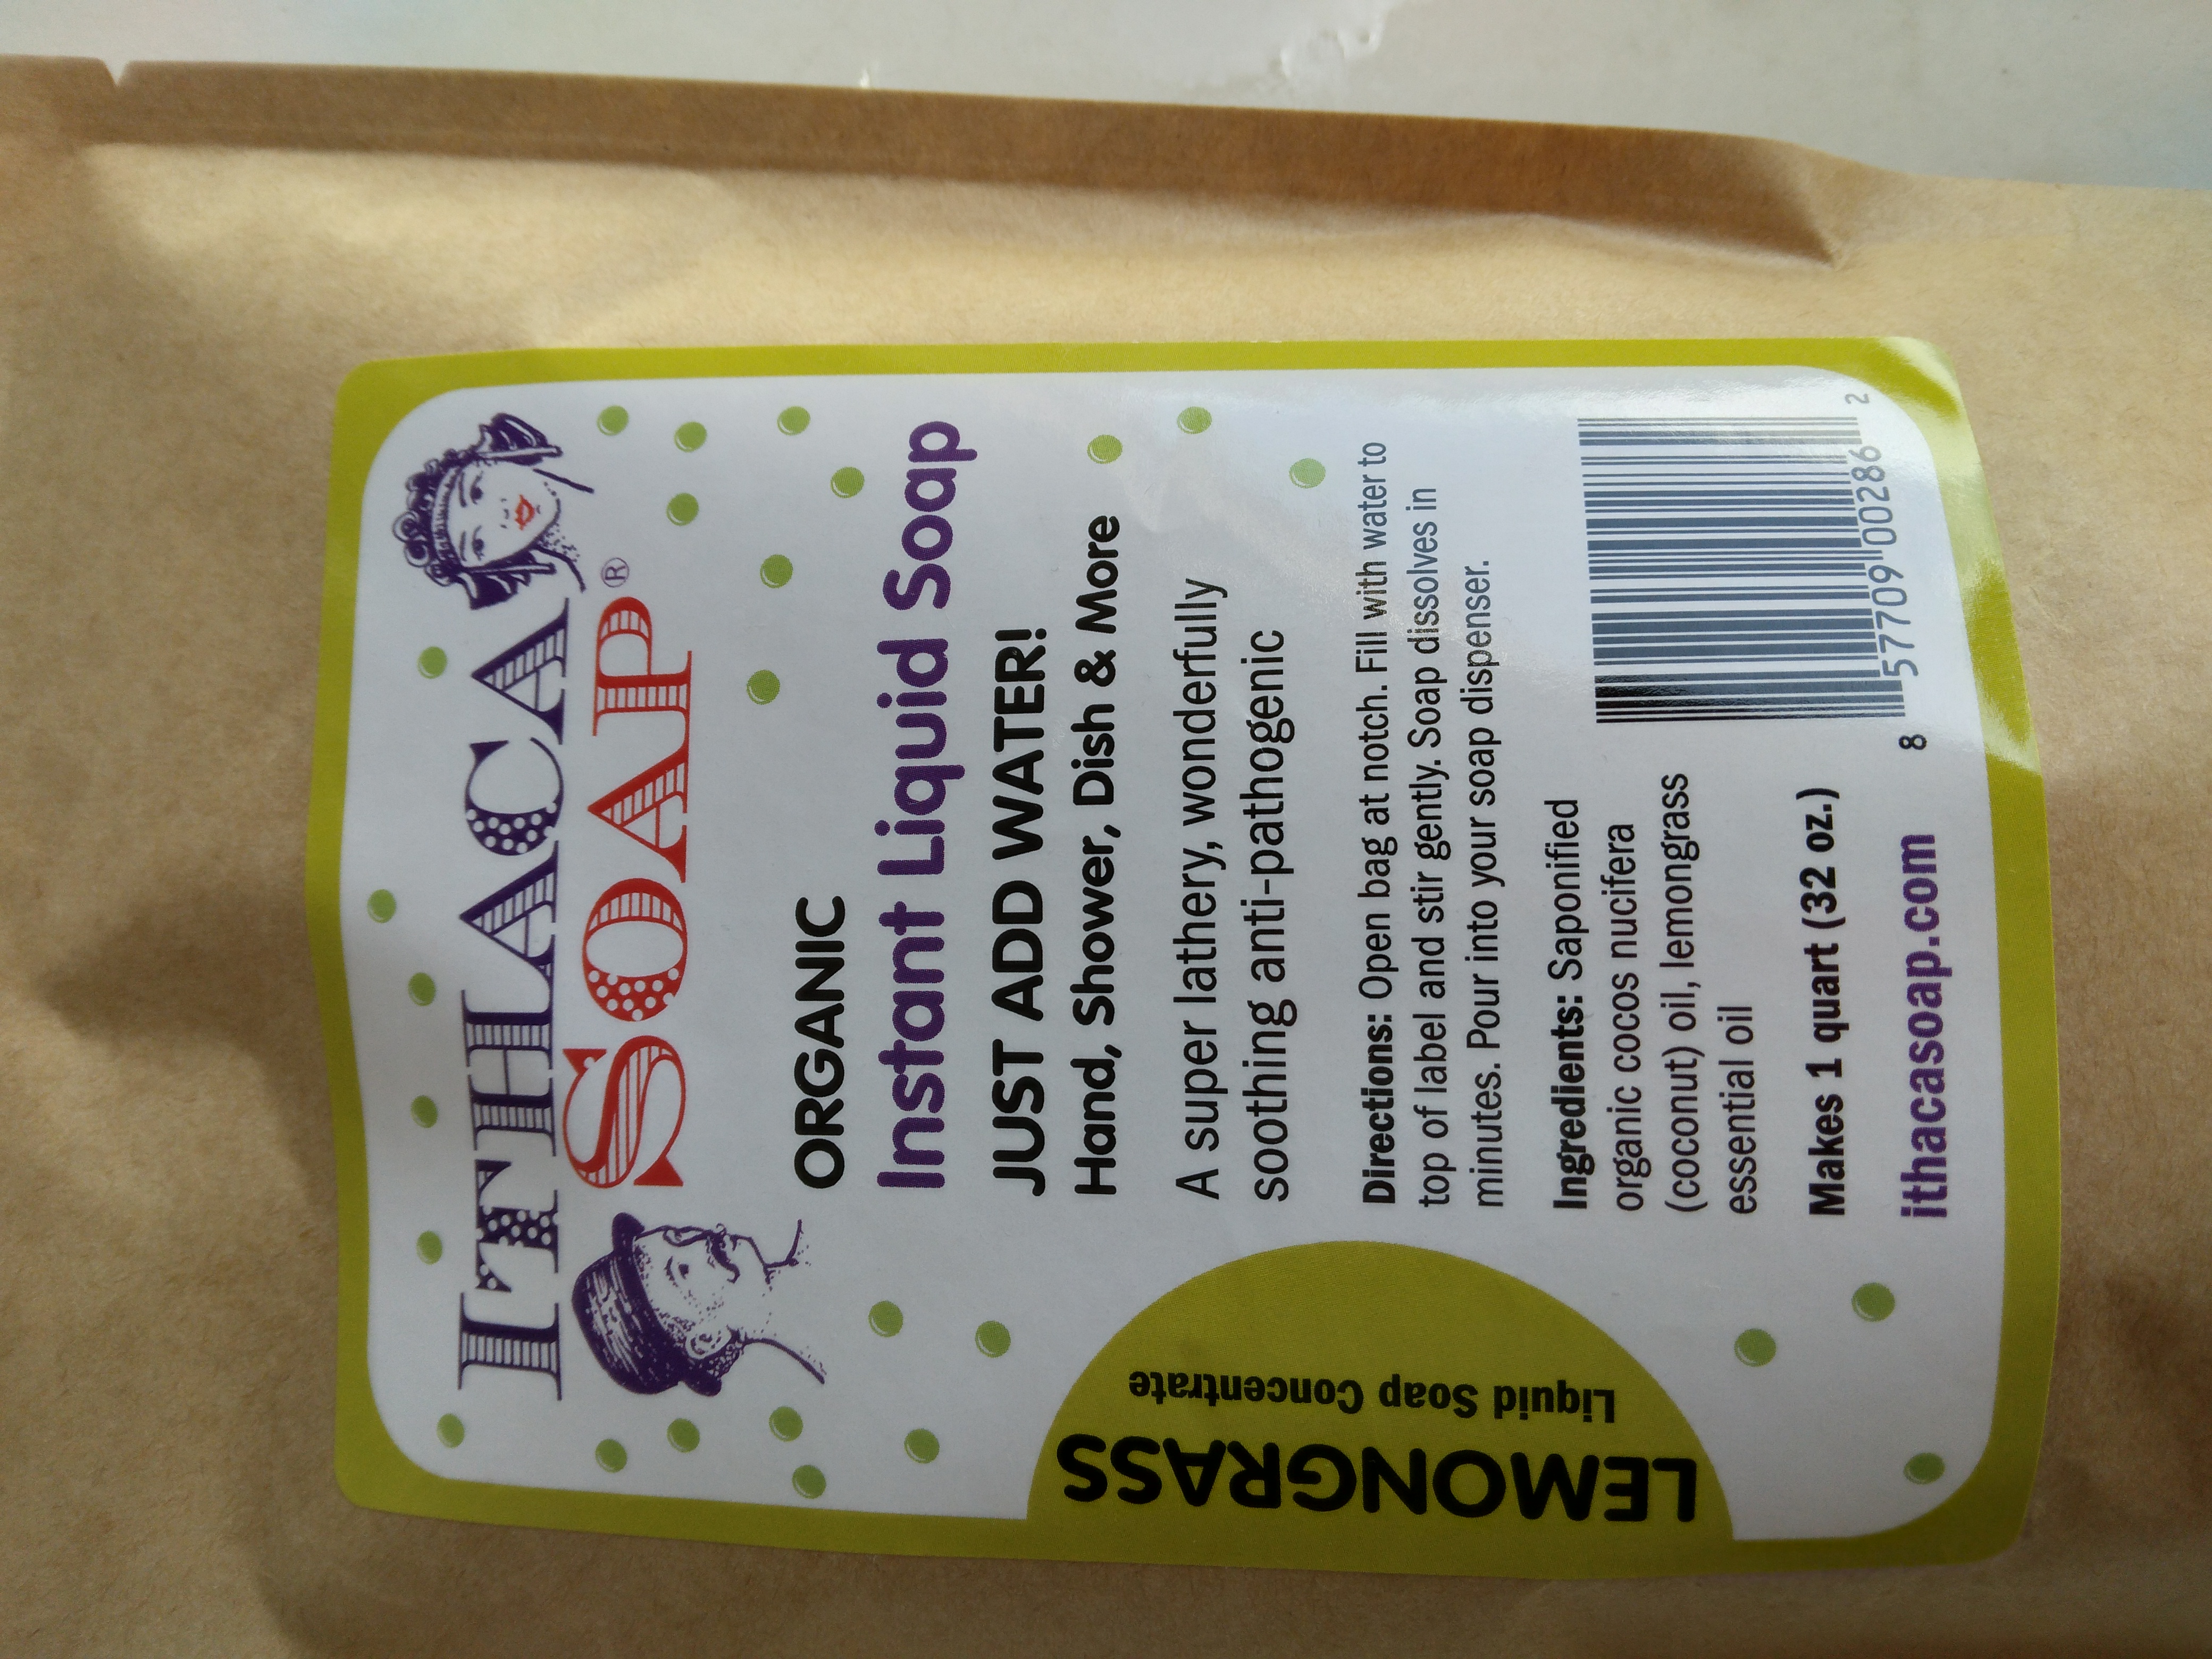 ITHACA
SOAP®
ORGANIC
Instant Liquid Soap
JUST ADD WATER!
Hand, Shower, Dish & More
A super lathery, wonderfully
soothing anti-pathogenic
Directions: Open bag at notch. Fill with water to
top of label and stir gently. Soap dissolves in
minutes. Pour into your soap dispenser.
Ingredients: Saponified
organic cocos nucifera
(coconut) oil, lemongrass
essential oil
Makes 1 quart (32 oz.)
ithacasoap.com
8 57709 00286 2
LEMONGRASS
Liquid Soap Concentrate